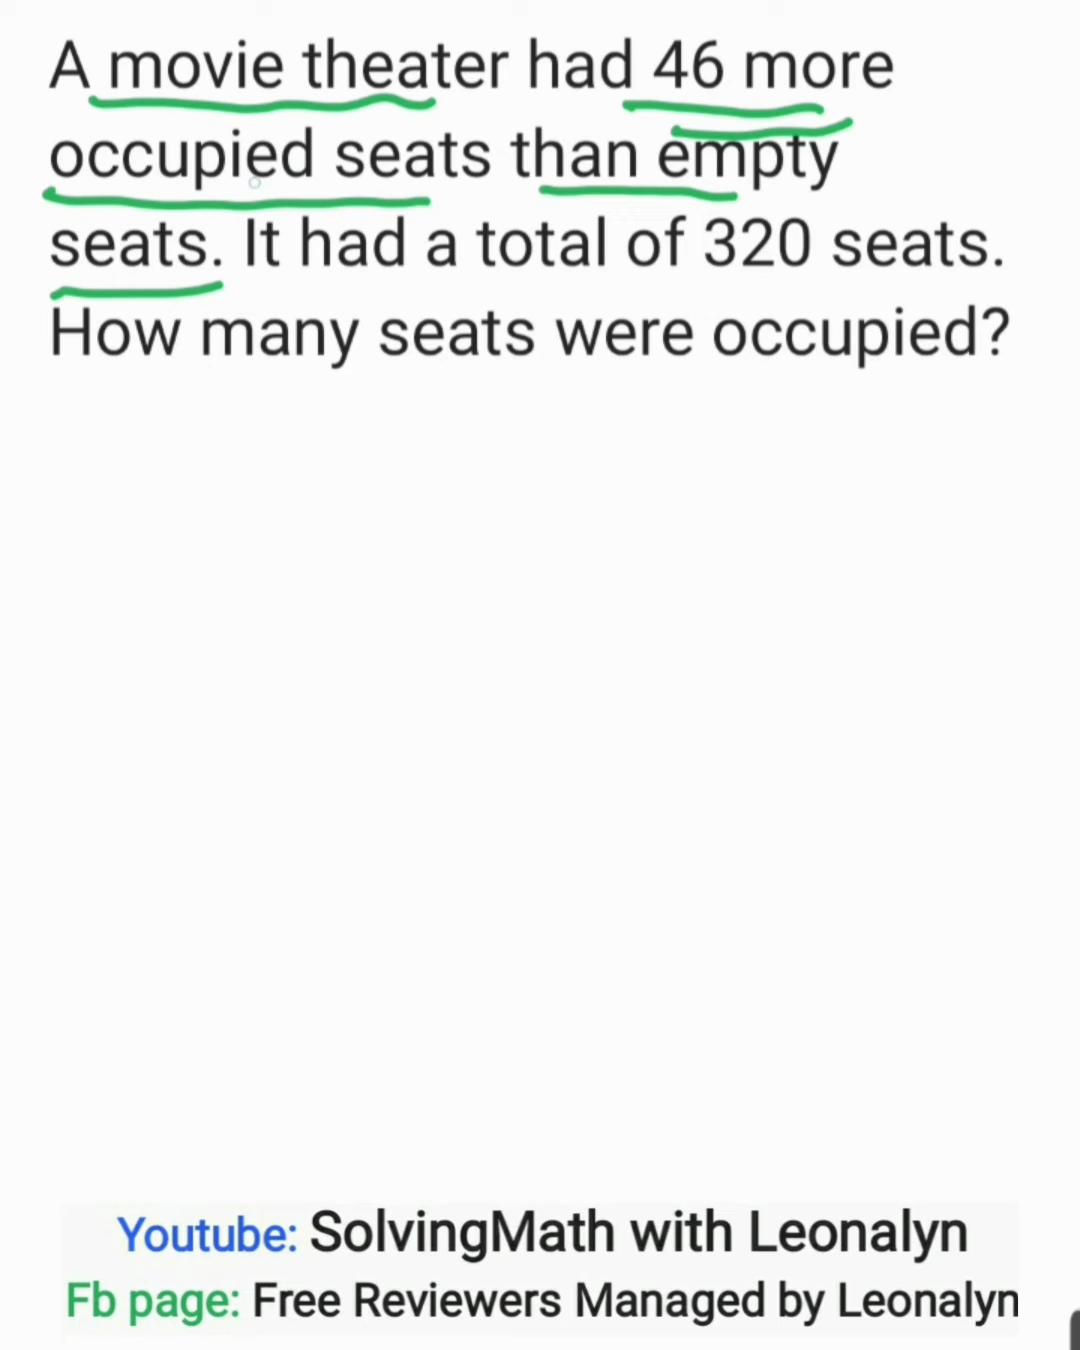 A movie theater had 46 more
occupied seats than empty
seats. It had a total of 320 seats.
How many seats were occupied?
Youtube: SolvingMath with Leonalyn
Fb page: Free Reviewers Managed by Leonalyn